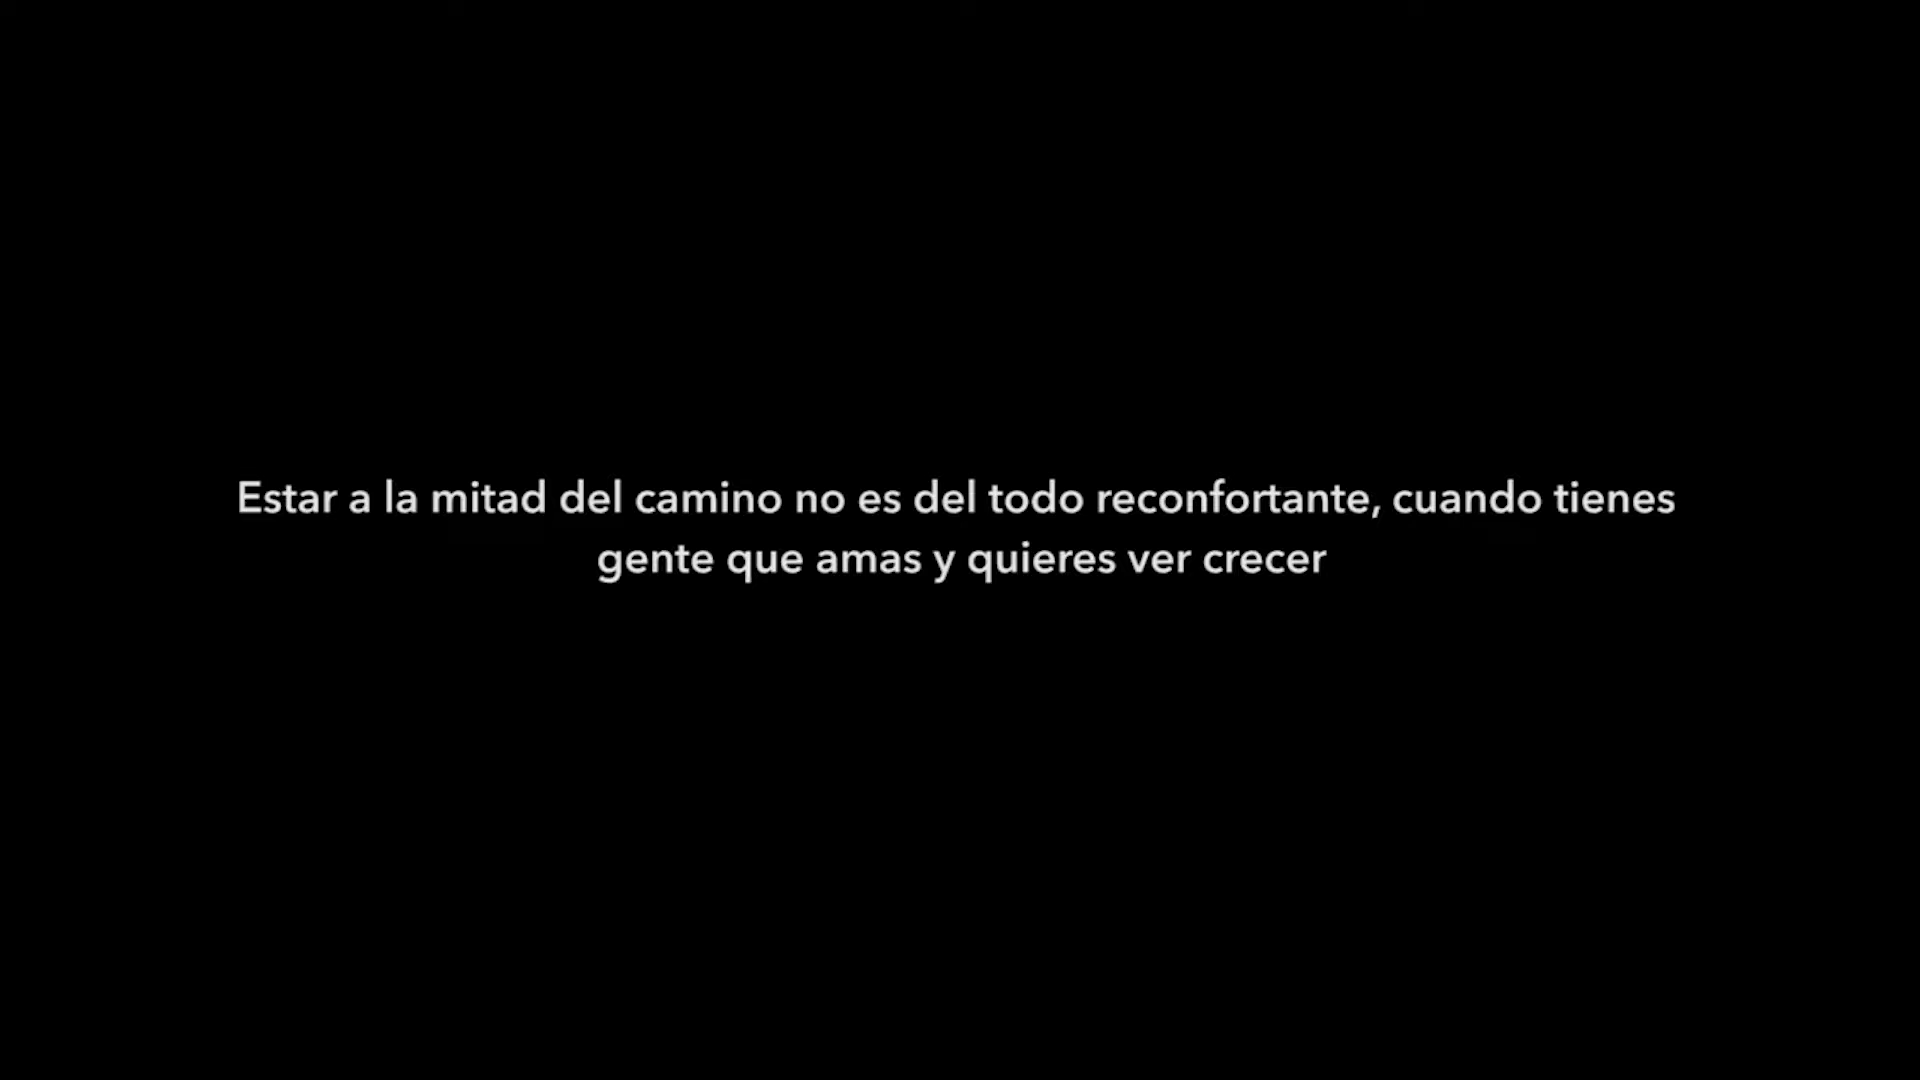 Estar a la mitad del camino no es del todo reconfortante, cuando tienes
gente que amas y quieres ver crecer